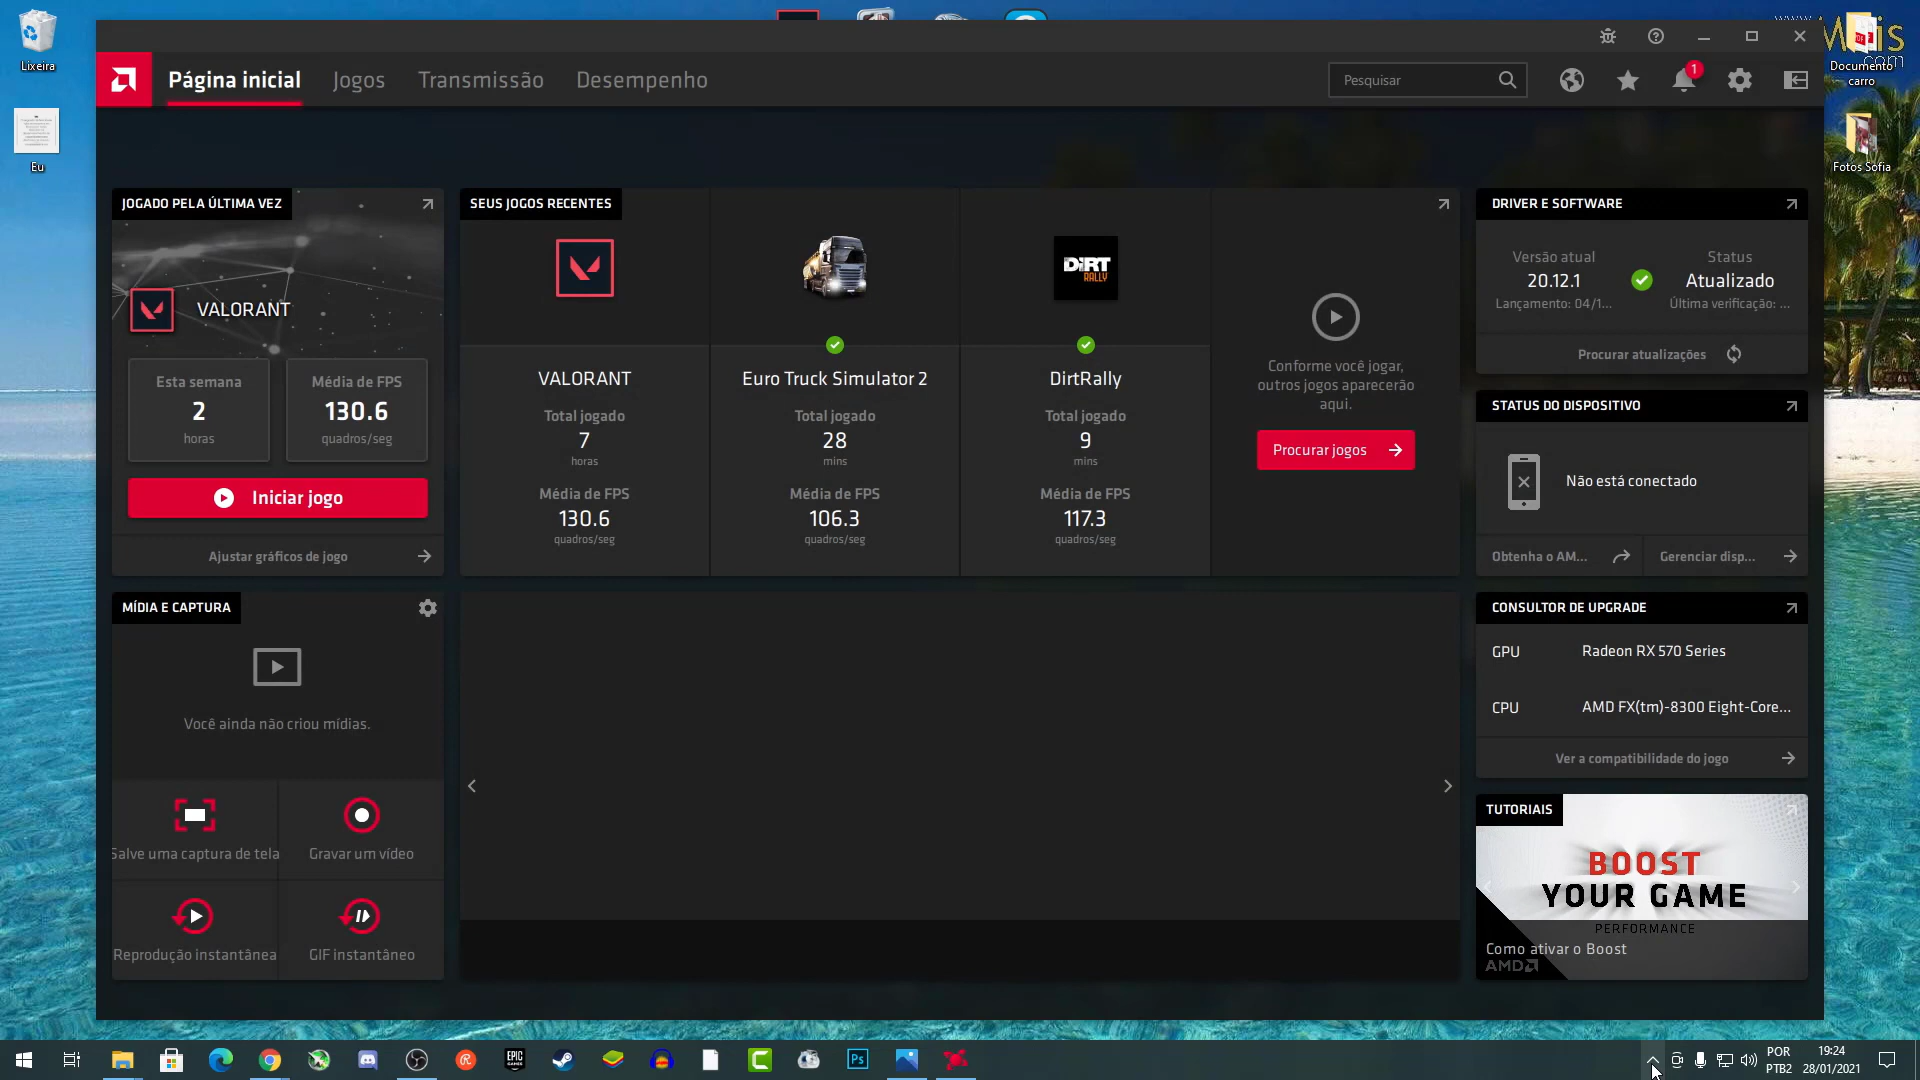 Lixeira
Eu
Documento
carro
Fotos Sofia
Página inicial
Jogos
Transmissão
Desempenho
Pesquisar
1
JOGADO PELA ÚLTIMA VEZ
VALORANT
Esta semana
2
horas
Média de FPS
130.6
quadros/seg
Iniciar jogo
Ajustar gráficos de jogo
SEUS JOGOS RECENTES
DiRT
RALLY
VALORANT
Total jogado
7
horas
Média de FPS
130.6
quadros/seg
Euro Truck Simulator 2
Total jogado
28
mins
Média de FPS
106.3
quadros/seg
DirtRally
Total jogado
9
mins
Média de FPS
117.3
quadros/seg
Conforme você jogar,
outros jogos aparecerão
aqui.
Procurar jogos
DRIVER E SOFTWARE
Versão atual
20.12.1
Lançamento: 04/1...
Status
Atualizado
Última verificação: ...
Procurar atualizações
STATUS DO DISPOSITIVO
Não está conectado
Obtenha o AM...
Gerenciar disp...
MÍDIA E CAPTURA
Você ainda não criou mídias.
Salve uma captura de tela
Gravar um vídeo
Reprodução instantânea
GIF instantâneo
CONSULTOR DE UPGRADE
GPU
Radeon RX 570 Series
CPU
AMD FX(tm)-8300 Eight-Core...
Ver a compatibilidade do jogo
TUTORIAIS
BOOST
YOUR GAME
PERFORMANCE
Como ativar o Boost
AMD
EPIC
GAMES
Ps
POR
PTB2
19:24
28/01/2021